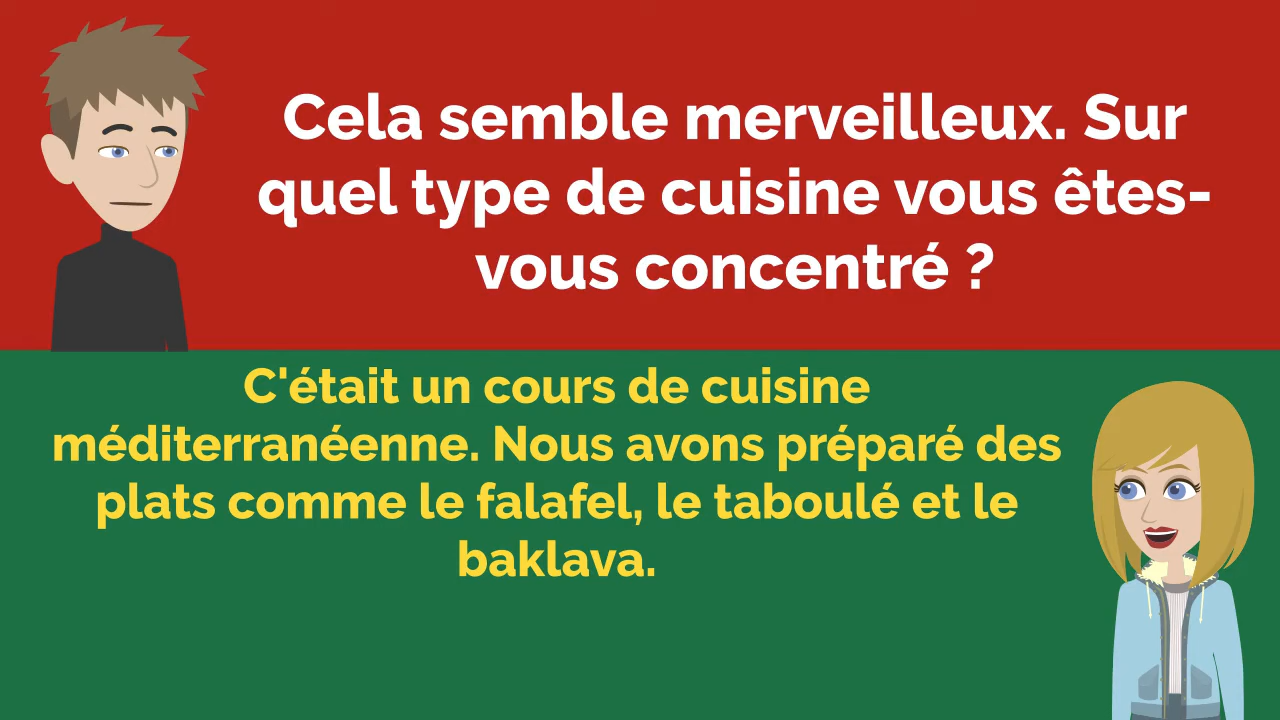 Cela semble merveilleux. Sur
quel type de cuisine vous êtes-
vous concentré ?
C'était un cours de cuisine
méditerranéenne. Nous avons préparé des
plats comme le falafel, le taboulé et le
baklava.